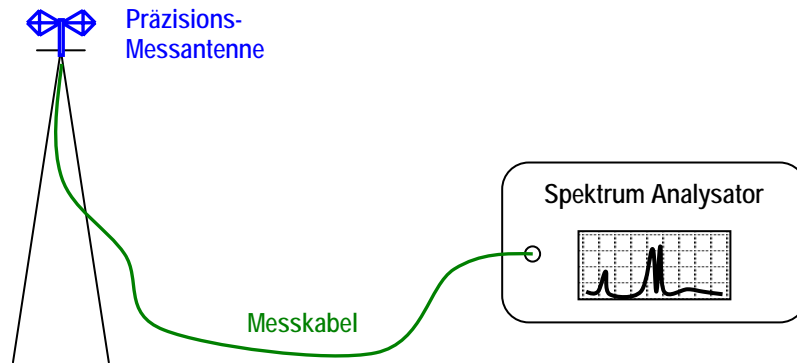 Präzisions-
Messantenne
Spektrum Analysator
Messkabel